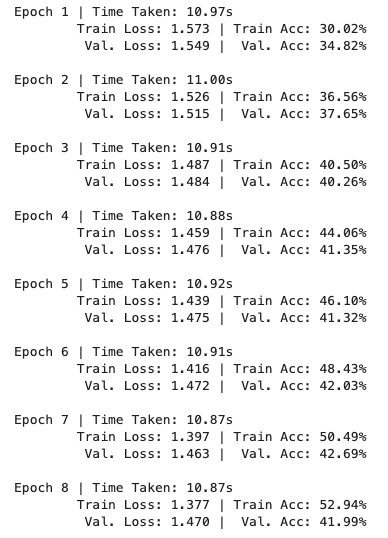 Epoch 1 | Time Taken: 10.97s
Train Loss: 1.573 | Train Acc: 30.02%
Val. Loss: 1.549 | Val. Acc: 34.82%
Epoch 2 | Time Taken: 11.00s
Train Loss: 1.526 | Train Acc: 36.56%
Val. Loss: 1.515 | Val. Acc: 37.65%
Epoch 3 | Time Taken: 10.91s
Train Loss: 1.487 | Train Acc: 40.50%
Val. Loss: 1.484 | Val. Acc: 40.26%
Epoch 4 | Time Taken: 10.88s
Train Loss: 1.459 | Train Acc: 44.06%
Val. Loss: 1.476 | Val. Acc: 41.35%
Epoch 5 | Time Taken: 10.92s
Train Loss: 1.439 | Train Acc: 46.10%
Val. Loss: 1.475 | Val. Acc: 41.32%
Epoch 6 | Time Taken: 10.91s
Train Loss: 1.416 | Train Acc: 48.43%
Val. Loss: 1.472 | Val. Acc: 42.03%
Epoch 7 | Time Taken: 10.87s
Train Loss: 1.397 | Train Acc: 50.49%
Val. Loss: 1.463 | Val. Acc: 42.69%
Epoch 8 | Time Taken: 10.87s
Train Loss: 1.377 | Train Acc: 52.94%
Val. Loss: 1.470 | Val. Acc: 41.99%